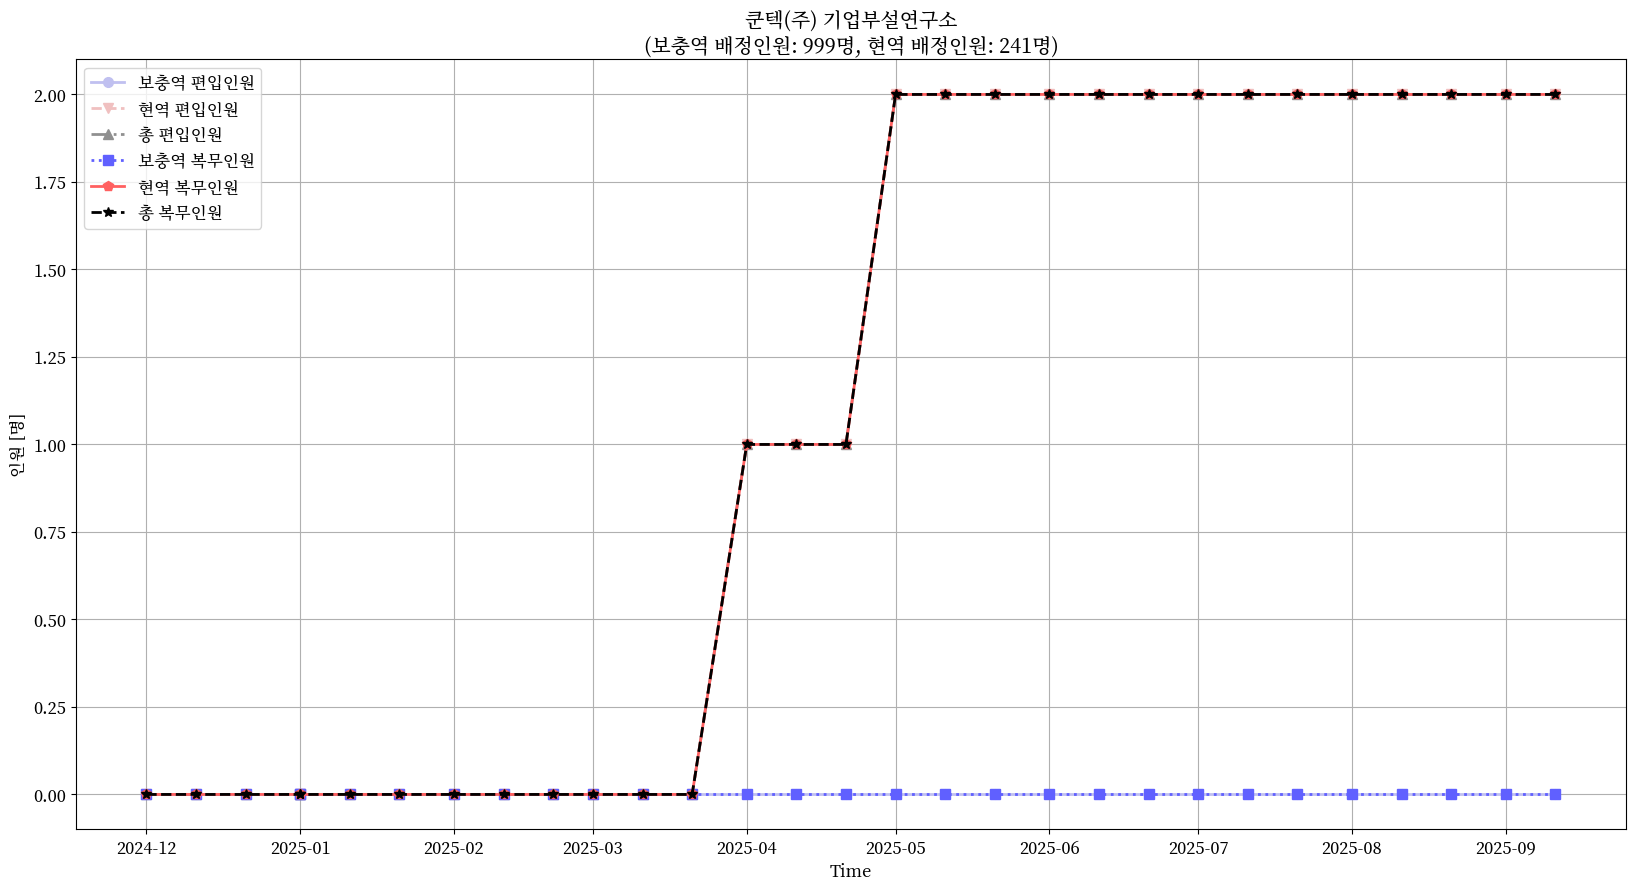 쿤텍(주) 기업부설연구소
(보충역 배정인원: 999명, 현역 배정인원: 241명)
보충역 편입인원
현역 편입인원
총 편입인원
보충역 복무인원
현역 복무인원
총 복무인원
2.00
1.75
1.50
1.25
1.00
0.75
0.50
0.25
0.00
인원 [명]
2024-12 2025-01 2025-02 2025-03 2025-04 2025-05 2025-06 2025-07 2025-08 2025-09
Time